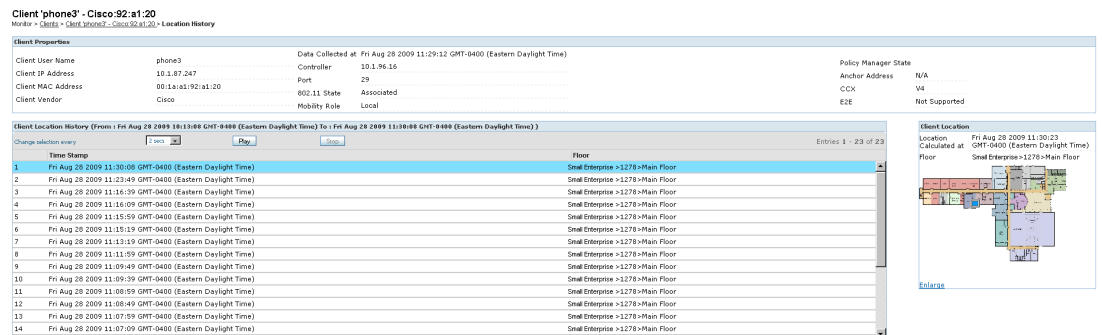 Client 'phone3' - Cisco:92:a1:20
Monitor > Clients > Client 'phone3' - Cisco:92:a1:20 > Location History
Client Properties
Client User Name phone3
Client IP Address 10.1.87.247
Client MAC Address 00:1a:a1:92:a1:20
Client Vendor Cisco
Data Collected at Fri Aug 28 2009 11:29:12 GMT-0400 (Eastern Daylight Time)
Controller 10.1.96.16
Port 29
802.11 State Associated
Mobility Role Local
Policy Manager State
Anchor Address N/A
CCX V4
E2E Not Supported
Client Location History (From : Fri Aug 28 2009 10:13:08 GMT-0400 (Eastern Daylight Time) To : Fri Aug 28 2009 11:30:08 GMT-0400 (Eastern Daylight Time) )
Change selection every 2 secs Play Stop Entries 1 - 23 of 23
Time Stamp Floor
1 Fri Aug 28 2009 11:30:08 GMT-0400 (Eastern Daylight Time) Small Enterprise >1278>Main Floor
2 Fri Aug 28 2009 11:23:49 GMT-0400 (Eastern Daylight Time) Small Enterprise >1278>Main Floor
3 Fri Aug 28 2009 11:16:39 GMT-0400 (Eastern Daylight Time) Small Enterprise >1278>Main Floor
4 Fri Aug 28 2009 11:16:09 GMT-0400 (Eastern Daylight Time) Small Enterprise >1278>Main Floor
5 Fri Aug 28 2009 11:15:59 GMT-0400 (Eastern Daylight Time) Small Enterprise >1278>Main Floor
6 Fri Aug 28 2009 11:15:19 GMT-0400 (Eastern Daylight Time) Small Enterprise >1278>Main Floor
7 Fri Aug 28 2009 11:13:19 GMT-0400 (Eastern Daylight Time) Small Enterprise >1278>Main Floor
8 Fri Aug 28 2009 11:11:59 GMT-0400 (Eastern Daylight Time) Small Enterprise >1278>Main Floor
9 Fri Aug 28 2009 11:09:49 GMT-0400 (Eastern Daylight Time) Small Enterprise >1278>Main Floor
10 Fri Aug 28 2009 11:09:39 GMT-0400 (Eastern Daylight Time) Small Enterprise >1278>Main Floor
11 Fri Aug 28 2009 11:08:59 GMT-0400 (Eastern Daylight Time) Small Enterprise >1278>Main Floor
12 Fri Aug 28 2009 11:08:49 GMT-0400 (Eastern Daylight Time) Small Enterprise >1278>Main Floor
13 Fri Aug 28 2009 11:07:59 GMT-0400 (Eastern Daylight Time) Small Enterprise >1278>Main Floor
14 Fri Aug 28 2009 11:07:09 GMT-0400 (Eastern Daylight Time) Small Enterprise >1278>Main Floor
Client Location
Location Calculated at Fri Aug 28 2009 11:30:23 GMT-0400 (Eastern Daylight Time)
Floor Small Enterprise >1278>Main Floor
Enlarge